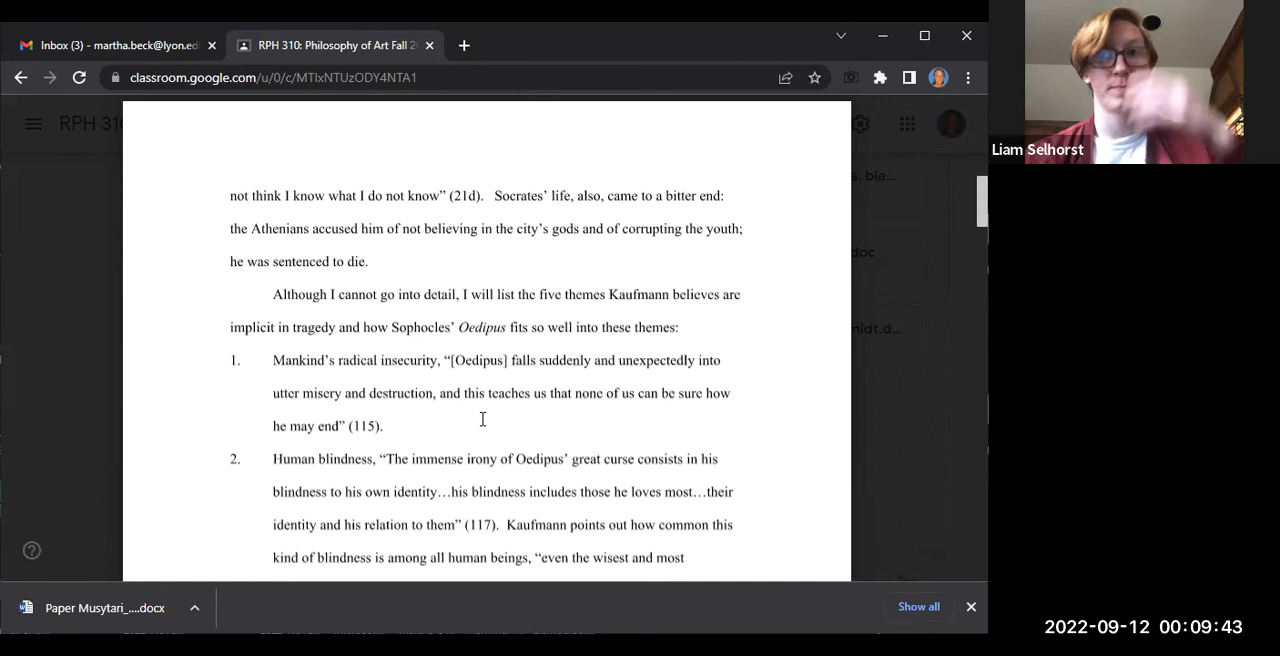 Inbox (3) - martha.beck@lyon.ed
RPH 310: Philosophy of Art Fall 2
classroom.google.com/u/0/c/MTIxNTUzODY4NTA1
RPH 310
s. bla...
doc
midt.d...
not think I know what I do not know” (21d). Socrates’ life, also, came to a bitter end:
the Athenians accused him of not believing in the city’s gods and of corrupting the youth;
he was sentenced to die.
Although I cannot go into detail, I will list the five themes Kaufmann believes are
implicit in tragedy and how Sophocles’ Oedipus fits so well into these themes:
1. Mankind’s radical insecurity, “[Oedipus] falls suddenly and unexpectedly into
utter misery and destruction, and this teaches us that none of us can be sure how
he may end” (115).
2. Human blindness, “The immense irony of Oedipus’ great curse consists in his
blindness to his own identity…his blindness includes those he loves most…their
identity and his relation to them” (117). Kaufmann points out how common this
kind of blindness is among all human beings, “even the wisest and most
Paper Musytari_....docx
Show all
Liam Selhorst
2022-09-12 00:09:43